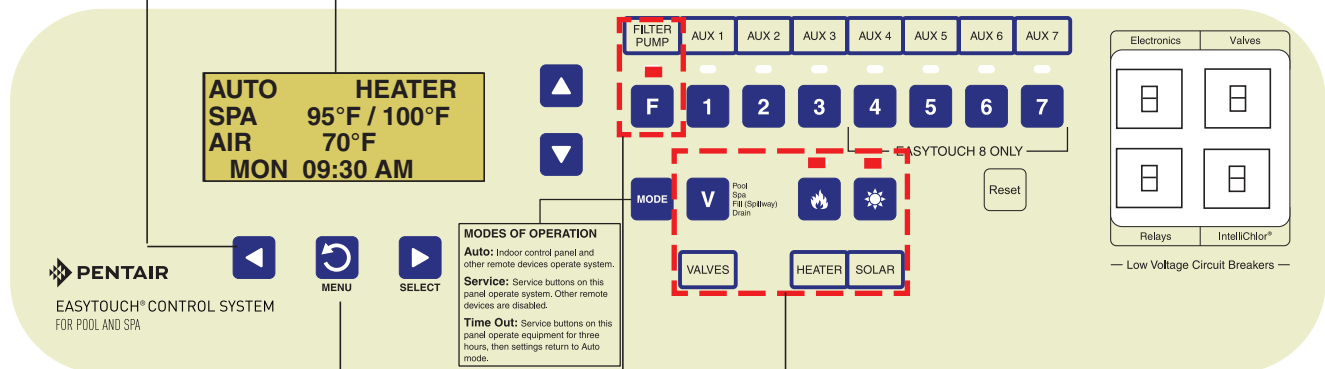 AUTO HEATER
SPA 95°F / 100°F
AIR 70°F
MON 09:30 AM
FILTER
PUMP
AUX 1
AUX 2
AUX 3
AUX 4
AUX 5
AUX 6
AUX 7
F
1
2
3
4
5
6
7
EASYTOUCH 8 ONLY
MODE
V
Pool
Spa
Fill (Spillway)
Drain
VALVES
HEATER
SOLAR
Reset
Electronics
Valves
Relays
IntelliChlor®
Low Voltage Circuit Breakers
MODES OF OPERATION
Auto: Indoor control panel and
other remote devices operate system.
Service: Service buttons on this
panel operate system. Other remote
devices are disabled.
Time Out: Service buttons on this
panel operate equipment for three
hours, then settings return to Auto
mode.
MENU
SELECT
PENTAIR
EASYTOUCH® CONTROL SYSTEM
FOR POOL AND SPA